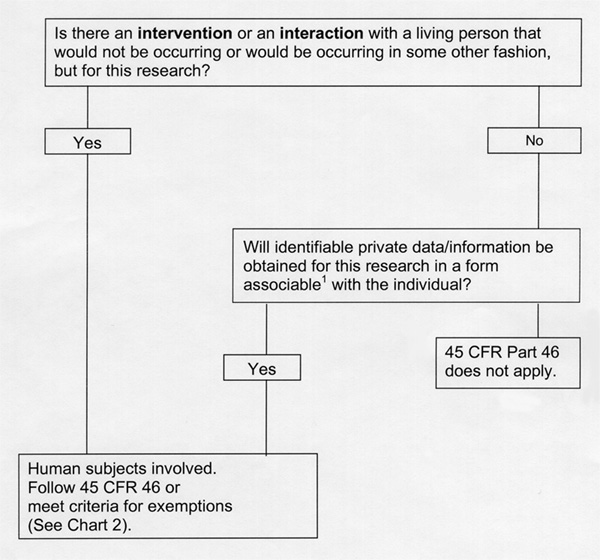 Is there an intervention or an interaction with a living person that
would not be occurring or would be occurring in some other fashion,
but for this research?
Yes
No
Will identifiable private data/information be
obtained for this research in a form
associable¹ with the individual?
45 CFR Part 46
does not apply.
Yes
Human subjects involved.
Follow 45 CFR 46 or
meet criteria for exemptions
(See Chart 2).